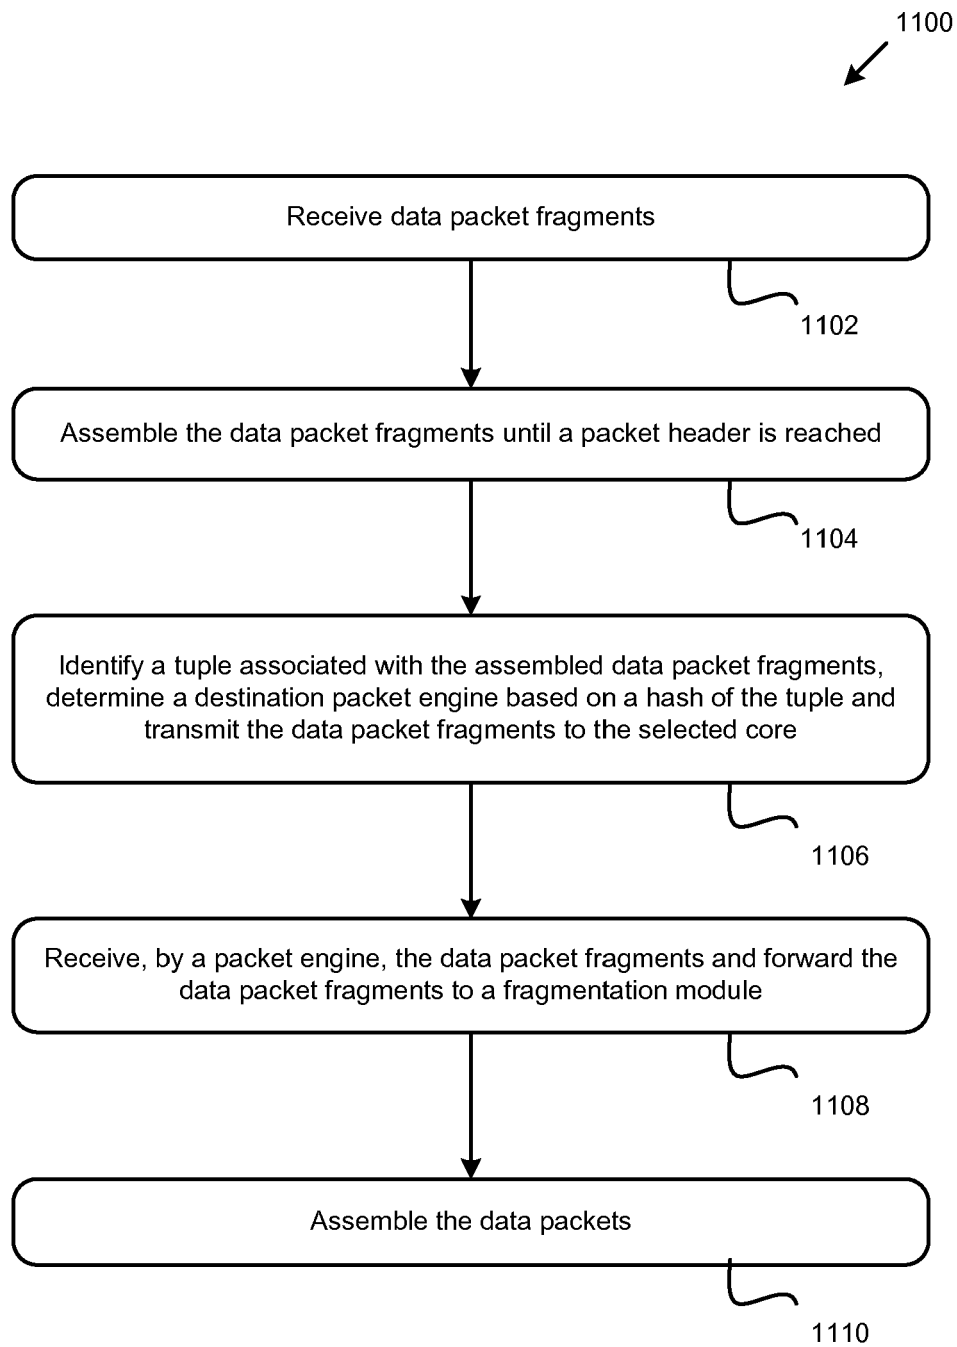 1100
Receive data packet fragments
1102
Assemble the data packet fragments until a packet header is reached
1104
Identify a tuple associated with the assembled data packet fragments,
determine a destination packet engine based on a hash of the tuple and
transmit the data packet fragments to the selected core
1106
Receive, by a packet engine, the data packet fragments and forward the
data packet fragments to a fragmentation module
1108
Assemble the data packets
1110